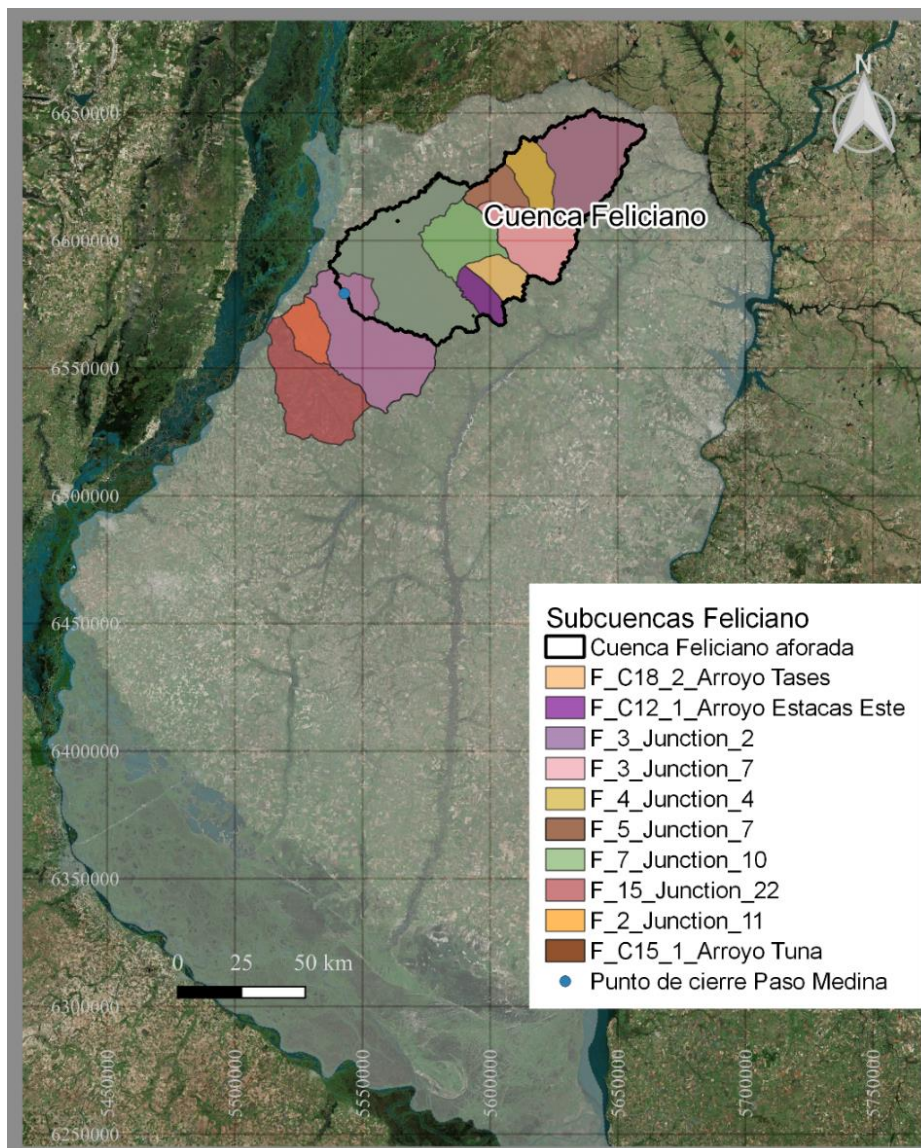 N
6650000
Cuenca Feliciano
6600000
6550000
6500000
6450000
6400000
6350000
6300000
6250000
0 25 50 km
5450000
5500000
5550000
5600000
5650000
5700000
5750000
Subcuencas Feliciano
Cuenca Feliciano aforada
F_C18_2_Arroyo Tases
F_C12_1_Arroyo Estacas Este
F_3_Junction_2
F_3_Junction_7
F_4_Junction_4
F_5_Junction_7
F_7_Junction_10
F_15_Junction_22
F_2_Junction_11
F_C15_1_Arroyo Tuna
Punto de cierre Paso Medina